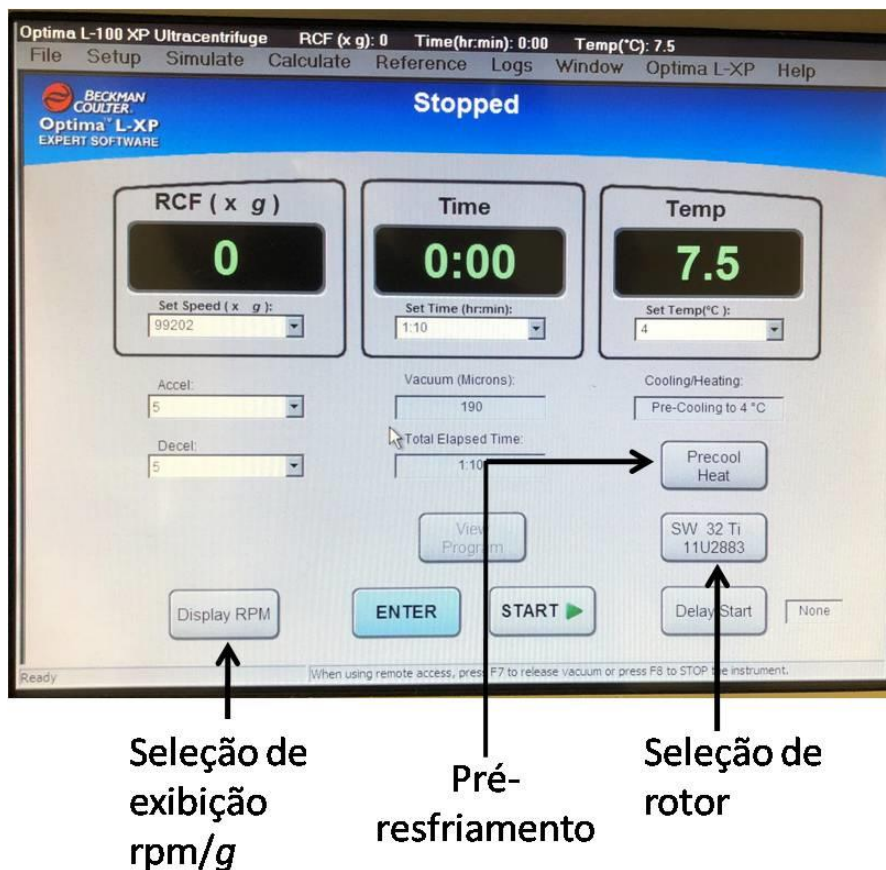 Optima L-100 XP Ultracentrifuge RCF (x g): 0 Time(hr:min): 0:00 Temp(°C): 7.5
File Setup Simulate Calculate Reference Logs Window Optima L-XP Help
BECKMAN
COULTER
Stopped
Optima™ L-XP
EXPERT SOFTWARE
RCF ( x g ) Time Temp
0 0:00 7.5
Set Speed ( x g ): Set Time (hr:min): Set Temp(°C ):
99202 1:10 4
Accel: Vacuum (Microns): Cooling/Heating:
5 190 Pre-Cooling to 4 °C
Decel: Total Elapsed Time:
5 1:10
Precool
Heat
View
Program
SW 32 Ti
11U2883
Display RPM ENTER START Delay Start None
Ready When using remote access, press F7 to release vacuum or press F8 to STOP the instrument.
Seleção de
exibição
rpm/g
Pré-
resfriamento
Seleção de
rotor